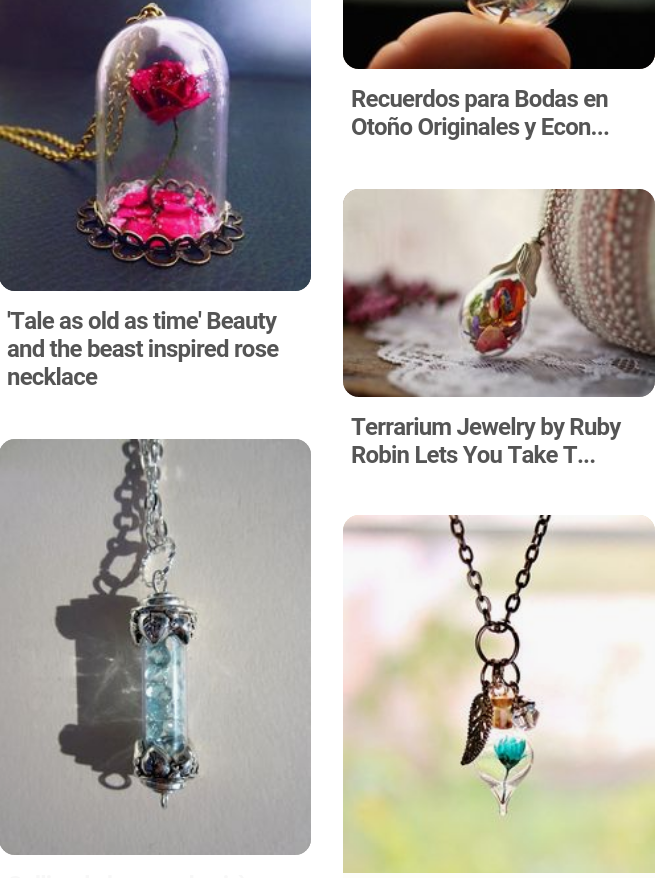 'Tale as old as time' Beauty
and the beast inspired rose
necklace
Recuerdos para Bodas en
Otoño Originales y Econ...
Terrarium Jewelry by Ruby
Robin Lets You Take T...